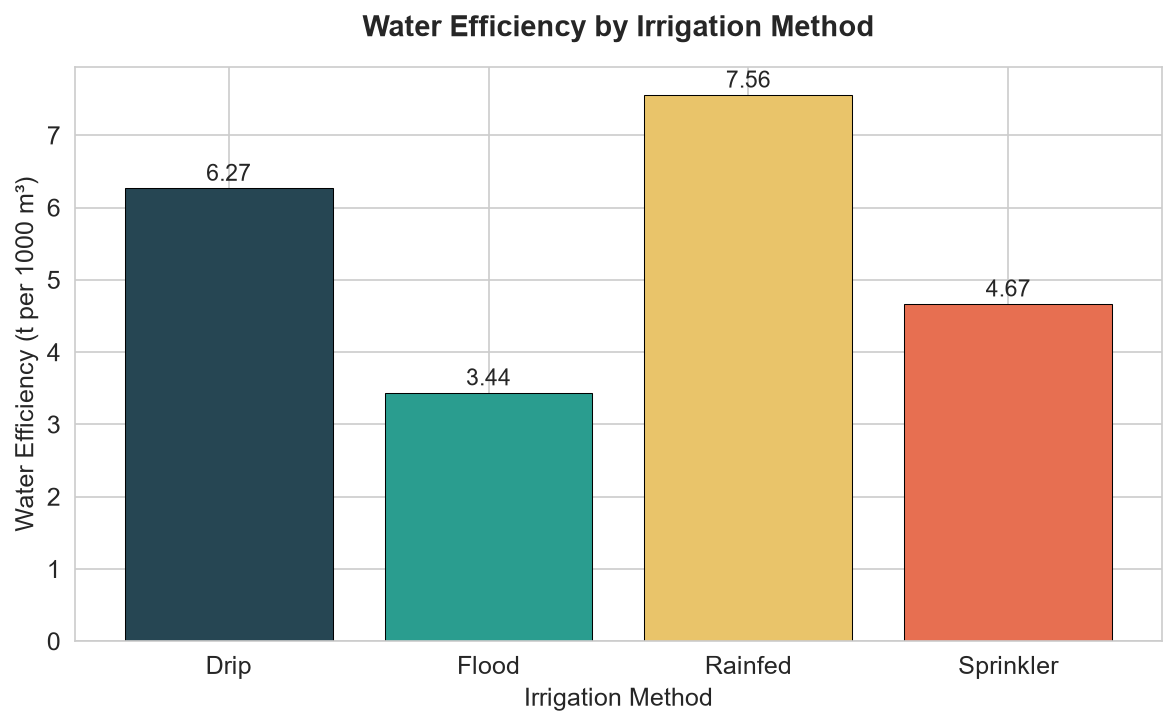 Water Efficiency by Irrigation Method
Water Efficiency (t per 1000 m³)
7
6
5
4
3
2
1
0
6.27
3.44
7.56
4.67
Drip
Flood
Rainfed
Sprinkler
Irrigation Method